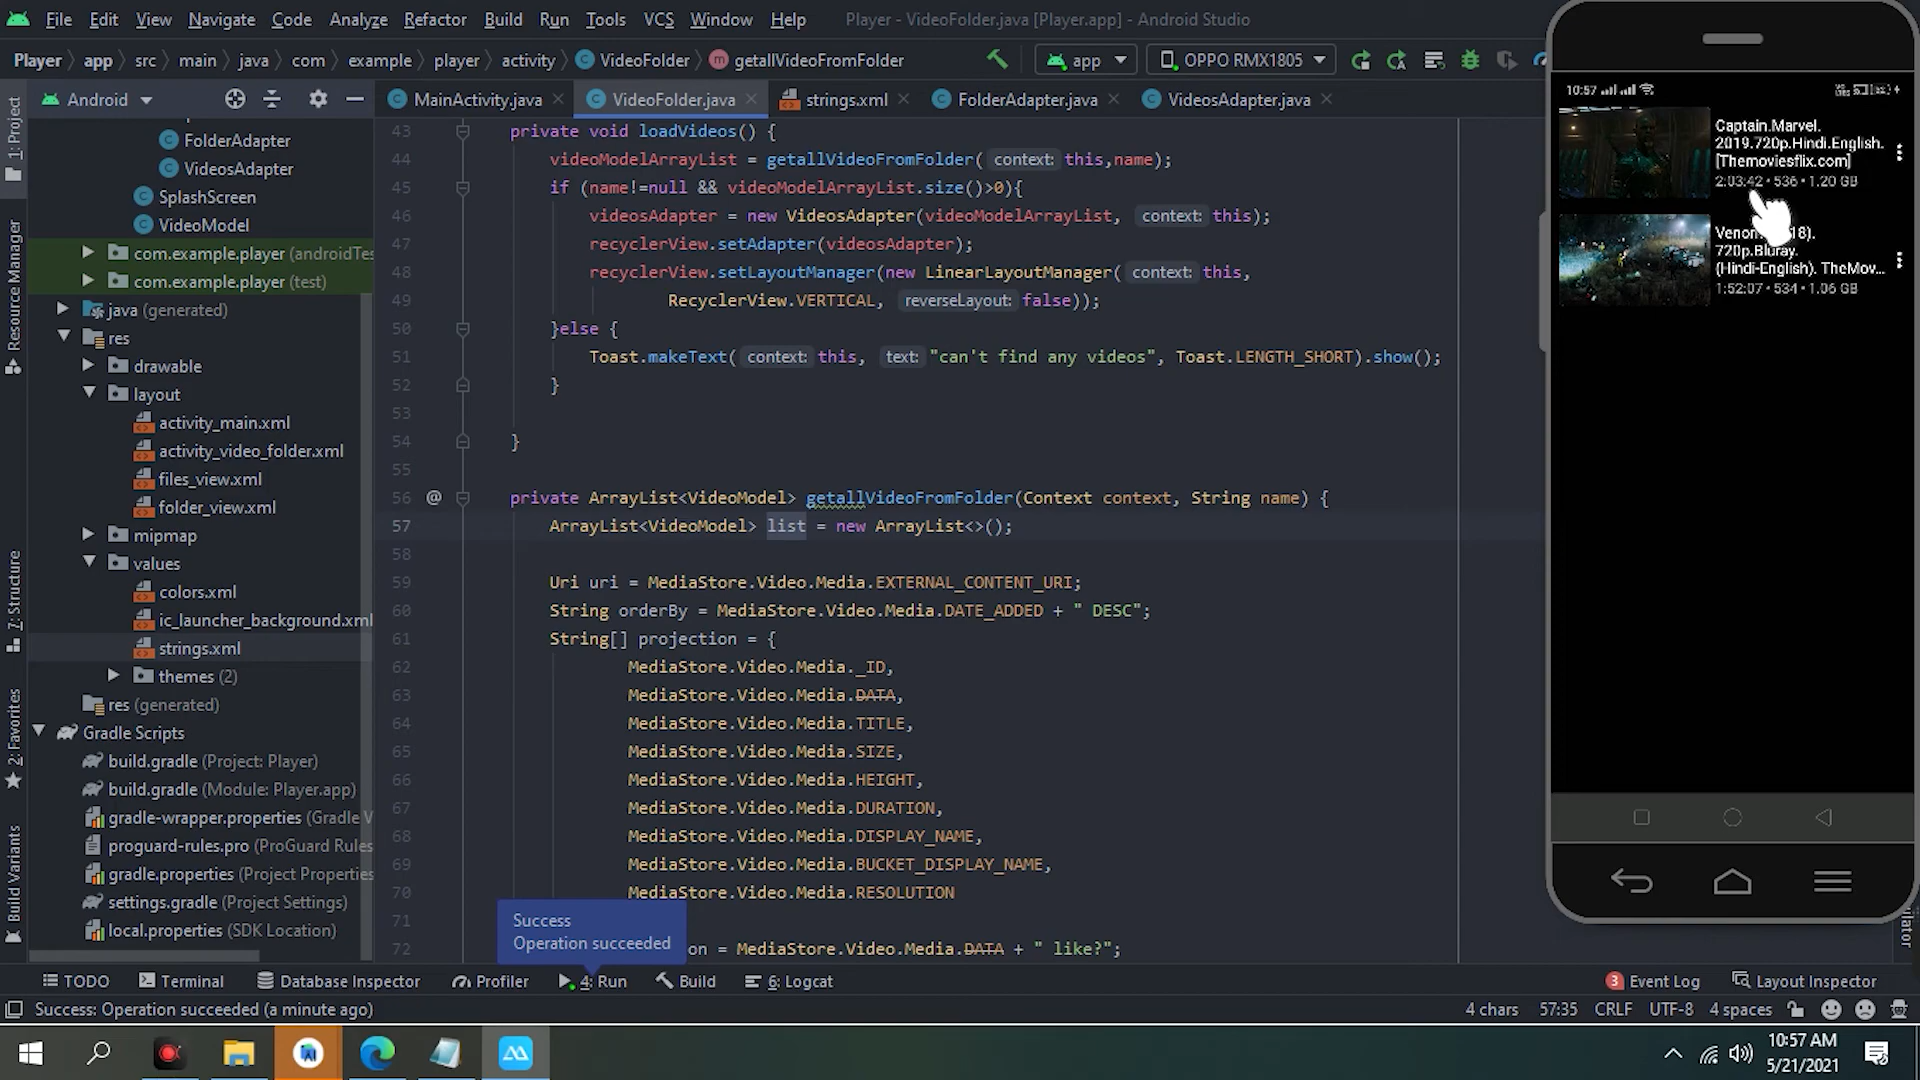 File Edit View Navigate Code Analyze Refactor Build Run Tools VCS Window Help Player - VideoFolder.java [Player.app] - Android Studio
Player app src main java com example player activity VideoFolder getallVideoFromFolder app OPPO RMX1805
Android MainActivity.java VideoFolder.java strings.xml FolderAdapter.java VideosAdapter.java
1: Project
Resource Manager
7: Structure
2: Favorites
Build Variants
FolderAdapter
VideosAdapter
SplashScreen
VideoModel
com.example.player (androidTes
com.example.player (test)
java (generated)
res
drawable
layout
activity_main.xml
activity_video_folder.xml
files_view.xml
folder_view.xml
mipmap
values
colors.xml
ic_launcher_background.xml
strings.xml
themes (2)
res (generated)
Gradle Scripts
build.gradle (Project: Player)
build.gradle (Module: Player.app)
gradle-wrapper.properties (Gradle V
proguard-rules.pro (ProGuard Rules
gradle.properties (Project Properties
settings.gradle (Project Settings)
local.properties (SDK Location)
43 private void loadVideos() {
44 videoModelArrayList = getallVideoFromFolder( context: this,name);
45 if (name!=null && videoModelArrayList.size()>0){
46 videosAdapter = new VideosAdapter(videoModelArrayList, context: this);
47 recyclerView.setAdapter(videosAdapter);
48 recyclerView.setLayoutManager(new LinearLayoutManager( context: this,
49 RecyclerView.VERTICAL, reverseLayout: false));
50 }else {
51 Toast.makeText( context: this, text: "can't find any videos", Toast.LENGTH_SHORT).show();
52 }
53
54 }
55
56 @ private ArrayList<VideoModel> getallVideoFromFolder(Context context, String name) {
57 ArrayList<VideoModel> list = new ArrayList<>();
58
59 Uri uri = MediaStore.Video.Media.EXTERNAL_CONTENT_URI;
60 String orderBy = MediaStore.Video.Media.DATE_ADDED + " DESC";
61 String[] projection = {
62 MediaStore.Video.Media._ID,
63 MediaStore.Video.Media.DATA,
64 MediaStore.Video.Media.TITLE,
65 MediaStore.Video.Media.SIZE,
66 MediaStore.Video.Media.HEIGHT,
67 MediaStore.Video.Media.DURATION,
68 MediaStore.Video.Media.DISPLAY_NAME,
69 MediaStore.Video.Media.BUCKET_DISPLAY_NAME,
70 MediaStore.Video.Media.RESOLUTION
71
72 on = MediaStore.Video.Media.DATA + " like?";
Success
Operation succeeded
10:57
Captain.Marvel.
2019.720p.Hindi.English.
[Themoviesflix.com]
2:03:42 • 536 • 1.20 GB
18).
720p.Bluray.
(Hindi-English). TheMov...
1:52:07 • 534 • 1.06 GB
TODO Terminal Database Inspector Profiler 4: Run Build 6: Logcat 3 Event Log Layout Inspector
Success: Operation succeeded (a minute ago) 4 chars 57:35 CRLF UTF-8 4 spaces
10:57 AM
5/21/2021